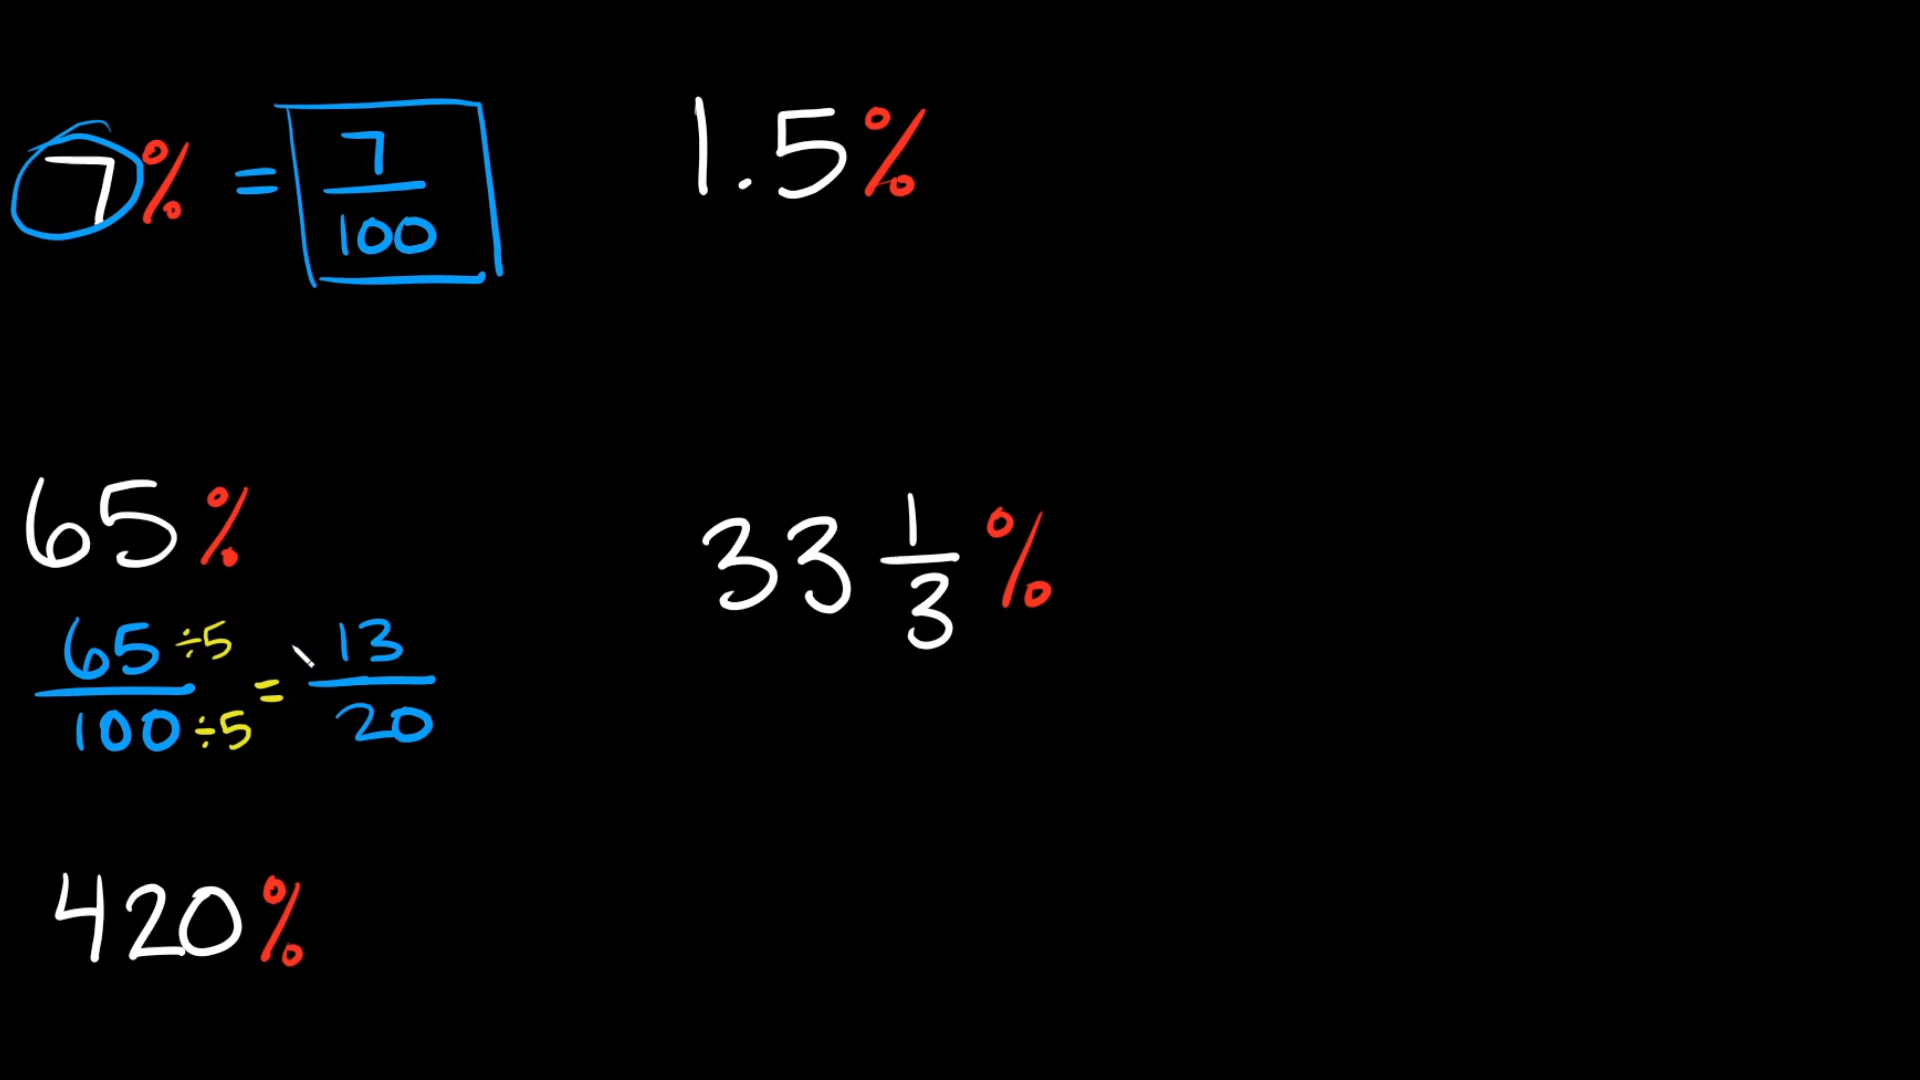 7% = 7/100
65%
65÷5/100÷5 = 13/20
420%
1.5%
33 1/3%